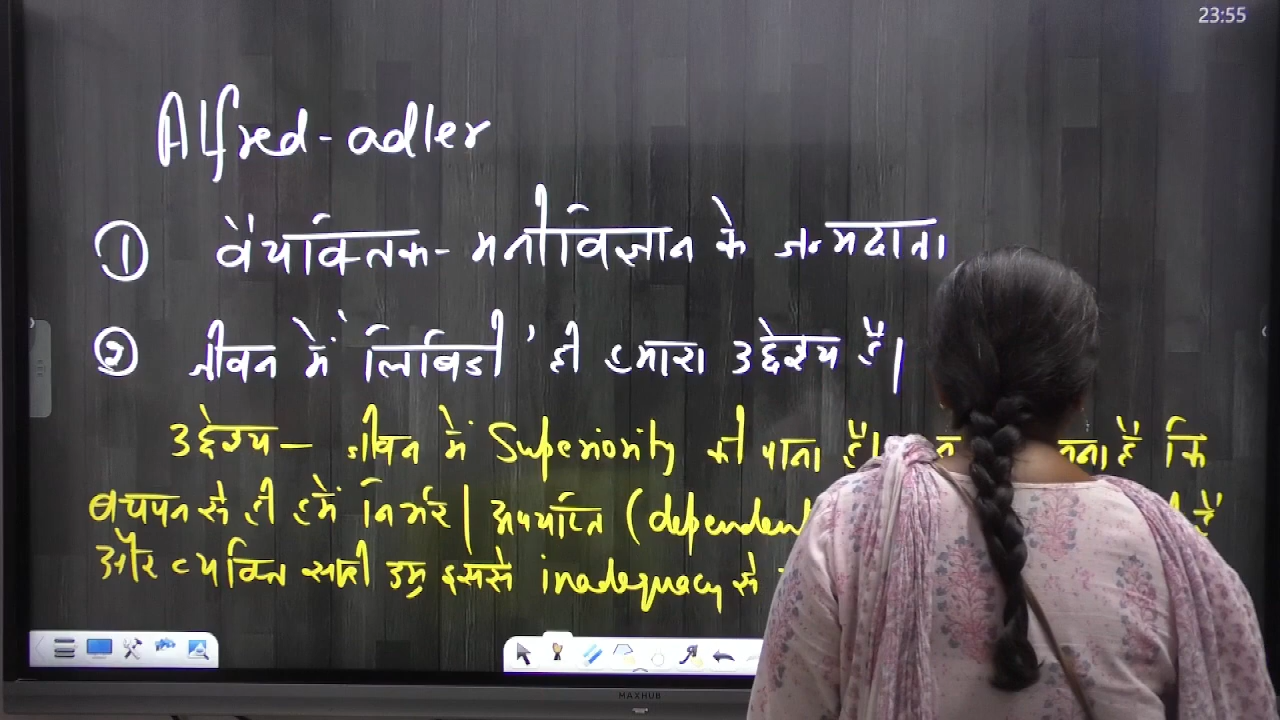 23:55
Alfred-adler
① वैयक्तिक - मनोविज्ञान के जन्मदाता
② जीवन में लिबिडो ही हमारा उद्देश्य है।
उद्देश्य — जीवन में Superiority को पाना है। है कि
बचपन से ही हमें निर्भर / अपर्याप्त (dependent
और व्यक्ति सारी उम्र इससे inadequacy से
MAXHUB